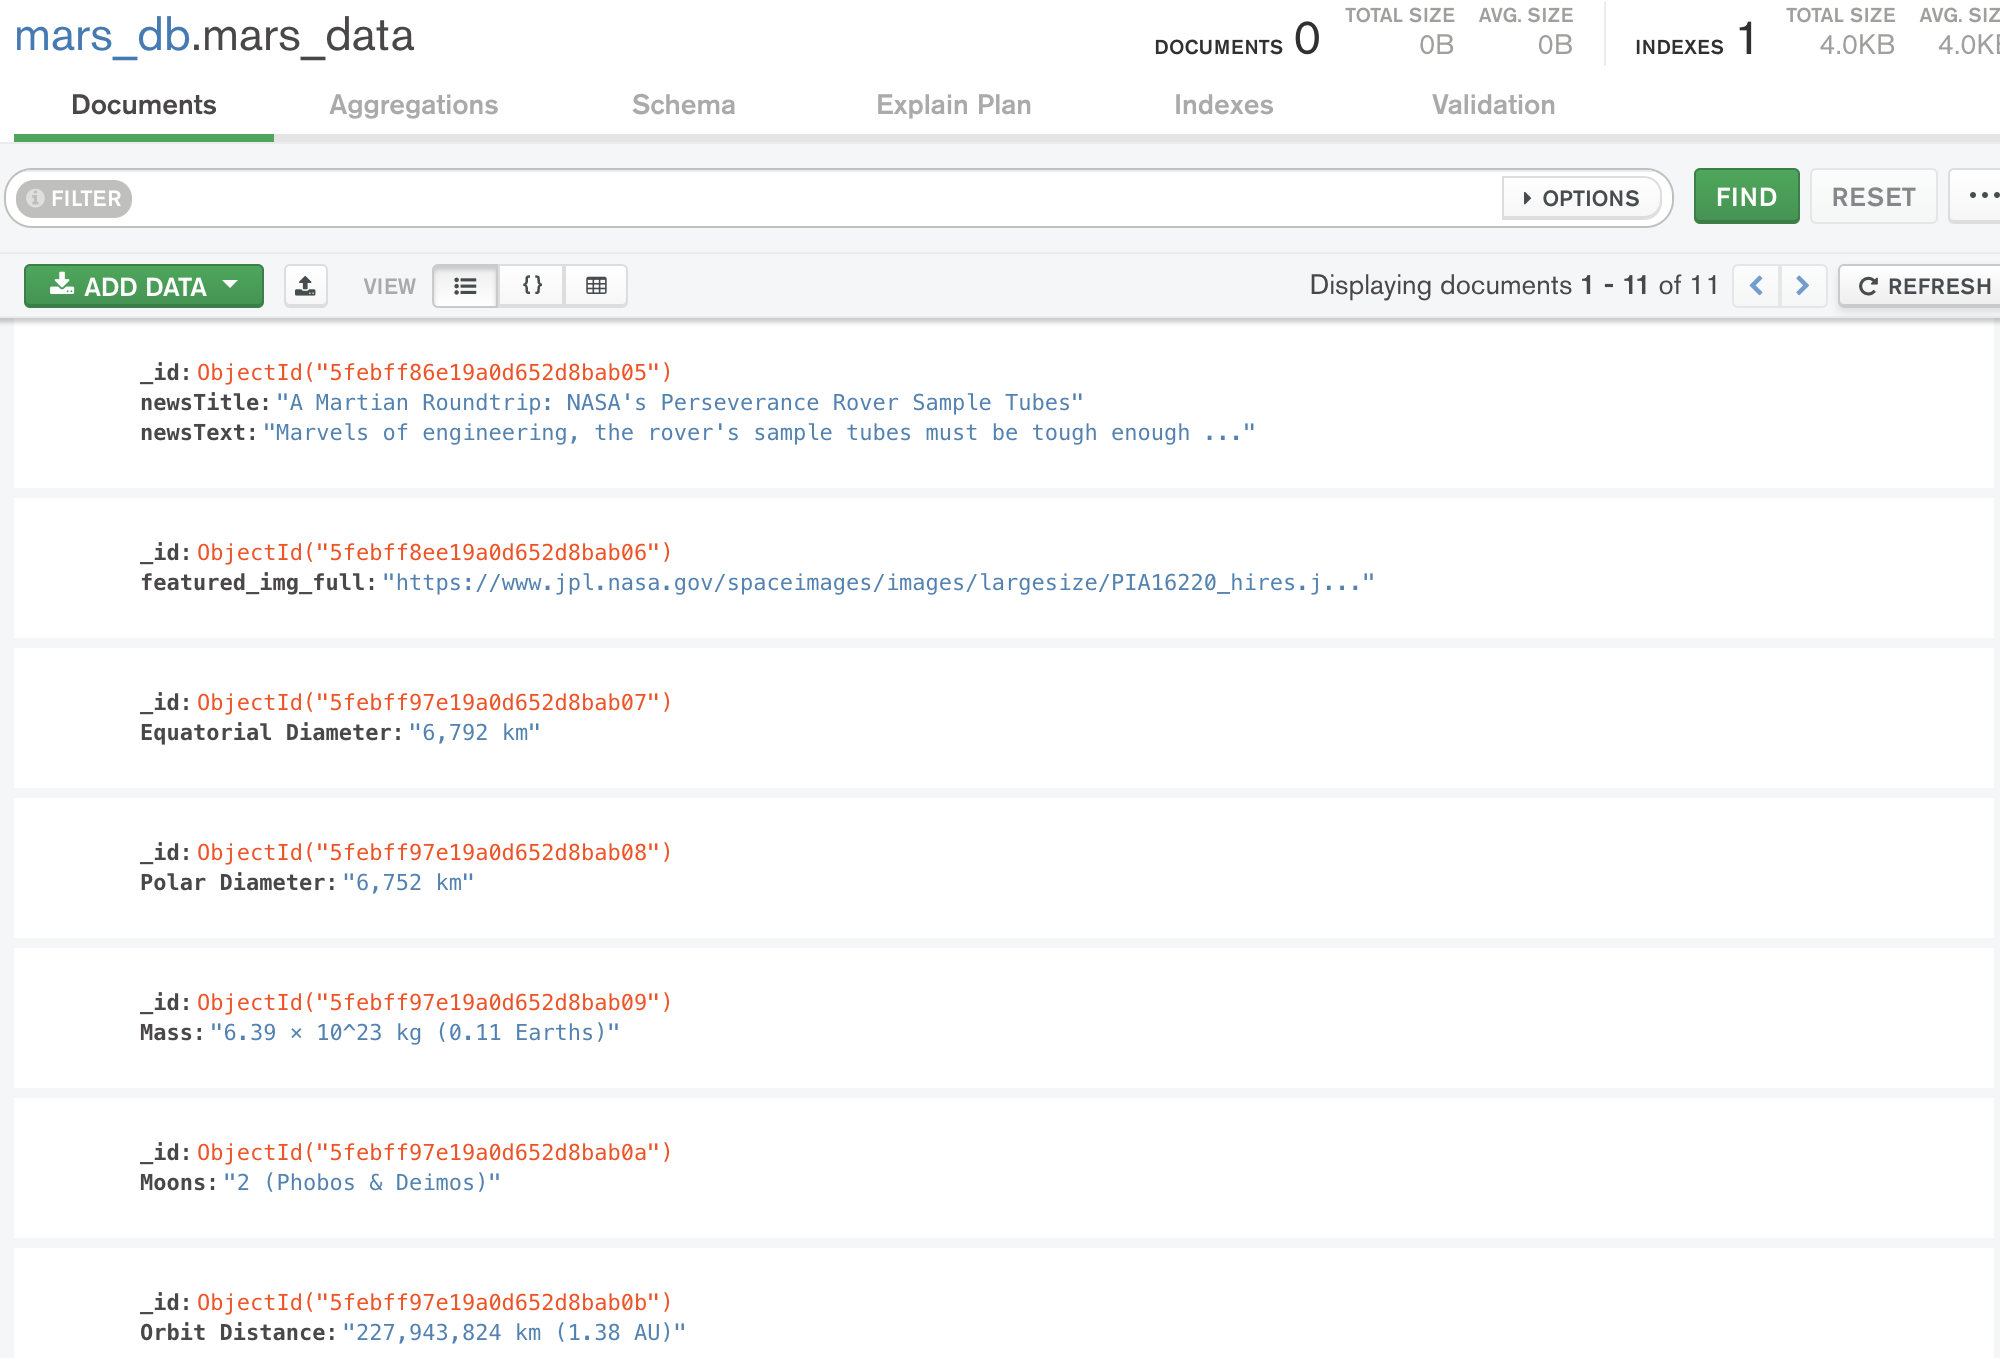 mars_db.mars_data
DOCUMENTS 0 TOTAL SIZE 0B AVG. SIZE 0B INDEXES 1 TOTAL SIZE 4.0KB AVG. SIZ 4.0K
Documents Aggregations Schema Explain Plan Indexes Validation
FILTER OPTIONS FIND RESET ...
ADD DATA VIEW {} Displaying documents 1 - 11 of 11 REFRESH
_id: ObjectId("5febff86e19a0d652d8bab05")
newsTitle: "A Martian Roundtrip: NASA's Perseverance Rover Sample Tubes"
newsText: "Marvels of engineering, the rover's sample tubes must be tough enough ..."
_id: ObjectId("5febff8ee19a0d652d8bab06")
featured_img_full: "https://www.jpl.nasa.gov/spaceimages/images/largesize/PIA16220_hires.j..."
_id: ObjectId("5febff97e19a0d652d8bab07")
Equatorial Diameter: "6,792 km"
_id: ObjectId("5febff97e19a0d652d8bab08")
Polar Diameter: "6,752 km"
_id: ObjectId("5febff97e19a0d652d8bab09")
Mass: "6.39 × 10^23 kg (0.11 Earths)"
_id: ObjectId("5febff97e19a0d652d8bab0a")
Moons: "2 (Phobos & Deimos)"
_id: ObjectId("5febff97e19a0d652d8bab0b")
Orbit Distance: "227,943,824 km (1.38 AU)"